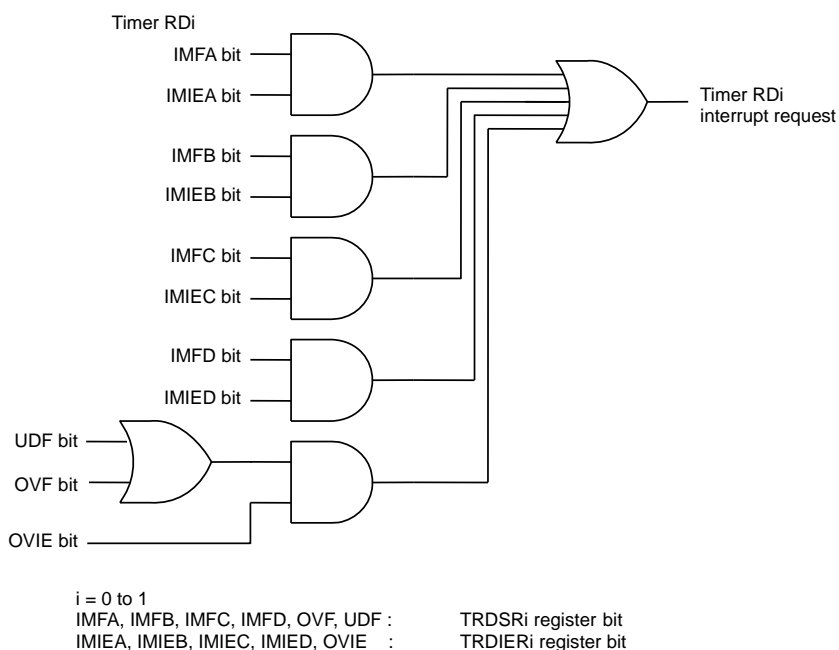 Timer RDi
IMFA bit
IMIEA bit
Timer RDi
interrupt request
IMFB bit
IMIEB bit
IMFC bit
IMIEC bit
IMFD bit
IMIED bit
UDF bit
OVF bit
OVIE bit
i = 0 to 1
IMFA, IMFB, IMFC, IMFD, OVF, UDF : TRDSRi register bit
IMIEA, IMIEB, IMIEC, IMIED, OVIE : TRDIERi register bit